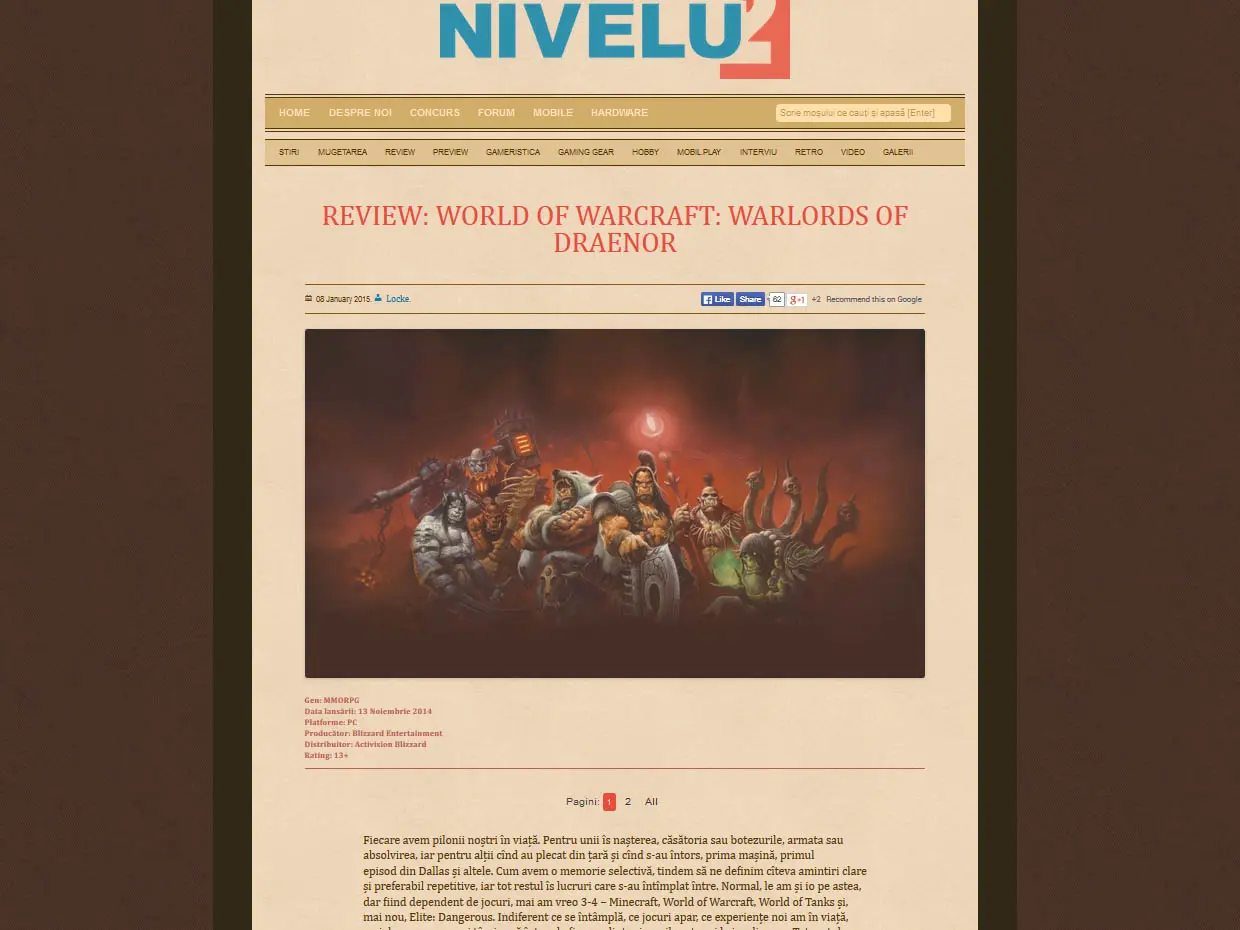 NIVELU2
HOME DESPRE NOI CONCURS FORUM MOBILE HARDWARE Scrie moșului ce cauți și apasă [Enter]
STIRI MUGETAREA REVIEW PREVIEW GAMERISTICA GAMING GEAR HOBBY MOBIL.PLAY INTERVIU RETRO VIDEO GALERII
REVIEW: WORLD OF WARCRAFT: WARLORDS OF
DRAENOR
08 January 2015, Locke. Like Share 62 g+1 +2 Recommend this on Google
Gen: MMORPG
Data lansării: 13 Noiembrie 2014
Platforme: PC
Producător: Blizzard Entertainment
Distribuitor: Activision Blizzard
Rating: 13+
Pagini: 1 2 All
Fiecare avem pilonii noștri în viață. Pentru unii îs nașterea, căsătoria sau botezurile, armata sau
absolvirea, iar pentru alții cînd au plecat din țară și cînd s-au întors, prima mașină, primul
episod din Dallas și altele. Cum avem o memorie selectivă, tindem să ne definim cîteva amintiri clare
și preferabil repetitive, iar tot restul îs lucruri care s-au întîmplat între. Normal, le am și io pe astea,
dar fiind dependent de jocuri, mai am vreo 3-4 – Minecraft, World of Warcraft, World of Tanks și,
mai nou, Elite: Dangerous. Indiferent ce se întâmplă, ce jocuri apar, ce experiențe noi am în viață,